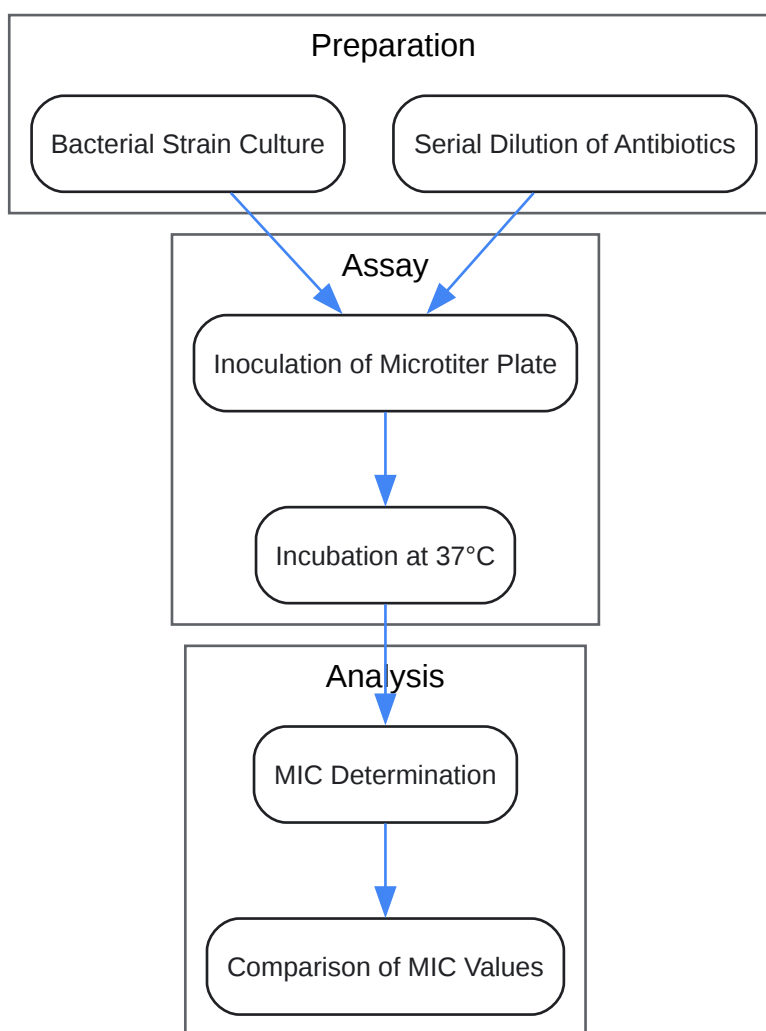 Preparation
Bacterial Strain Culture
Serial Dilution of Antibiotics
Assay
Inoculation of Microtiter Plate
Incubation at 37°C
Analysis
MIC Determination
Comparison of MIC Values